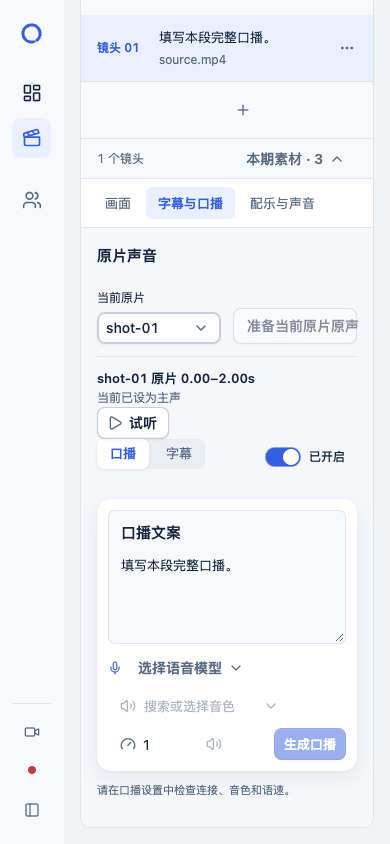 镜头 01
填写本段完整口播。
source.mp4
1 个镜头
本期素材 · 3
画面
字幕与口播
配乐与声音
原片声音
当前原片
shot-01
准备当前原片原声
shot-01 原片 0.00–2.00s
当前已设为主声
试听
口播
字幕
已开启
口播文案
填写本段完整口播。
选择语音模型
搜索或选择音色
1
生成口播
请在口播设置中检查连接、音色和语速。